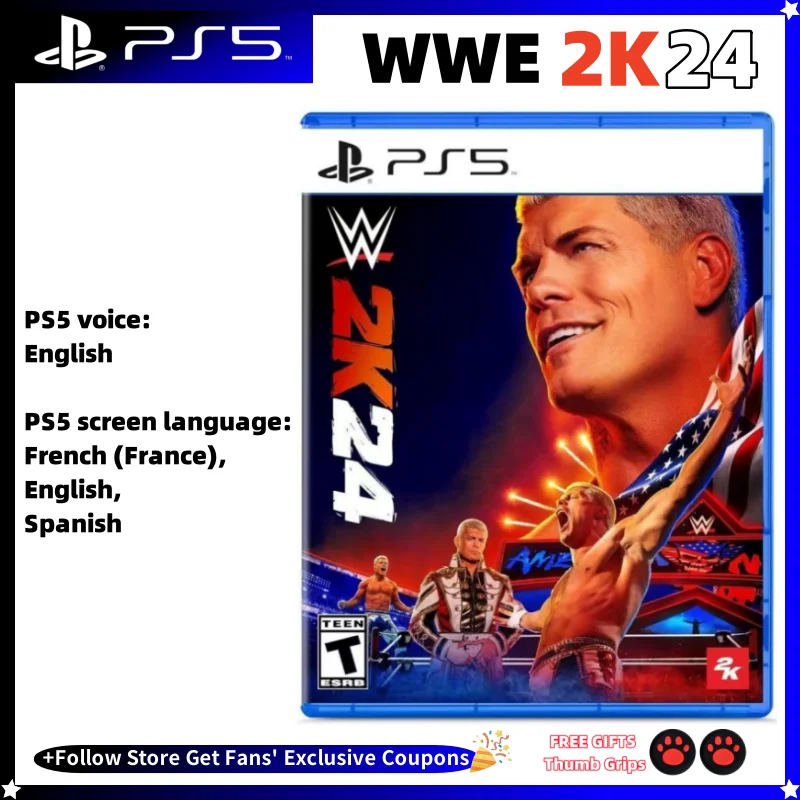 PS5
WWE 2K24
PS5
W
2K24
PS5 voice:
English
PS5 screen language:
French (France),
English,
Spanish
W
AME
N
TEEN
T
ESRB
2K
+Follow Store Get Fans' Exclusive Coupons
FREE GIFTS
Thumb Grips